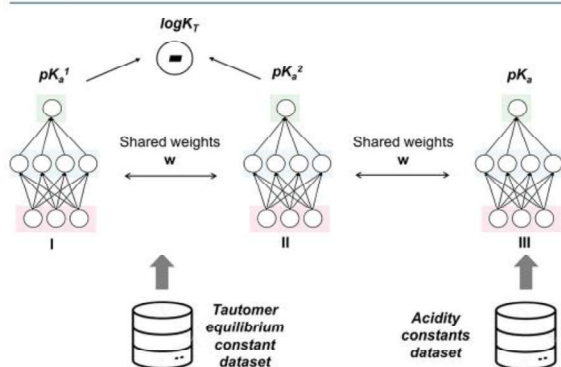 logK_T
pK_a^1
pK_a^2
pK_a
Shared weights
w
Shared weights
w
I
II
III
Tautomer
equilibrium
constant
dataset
Acidity
constants
dataset